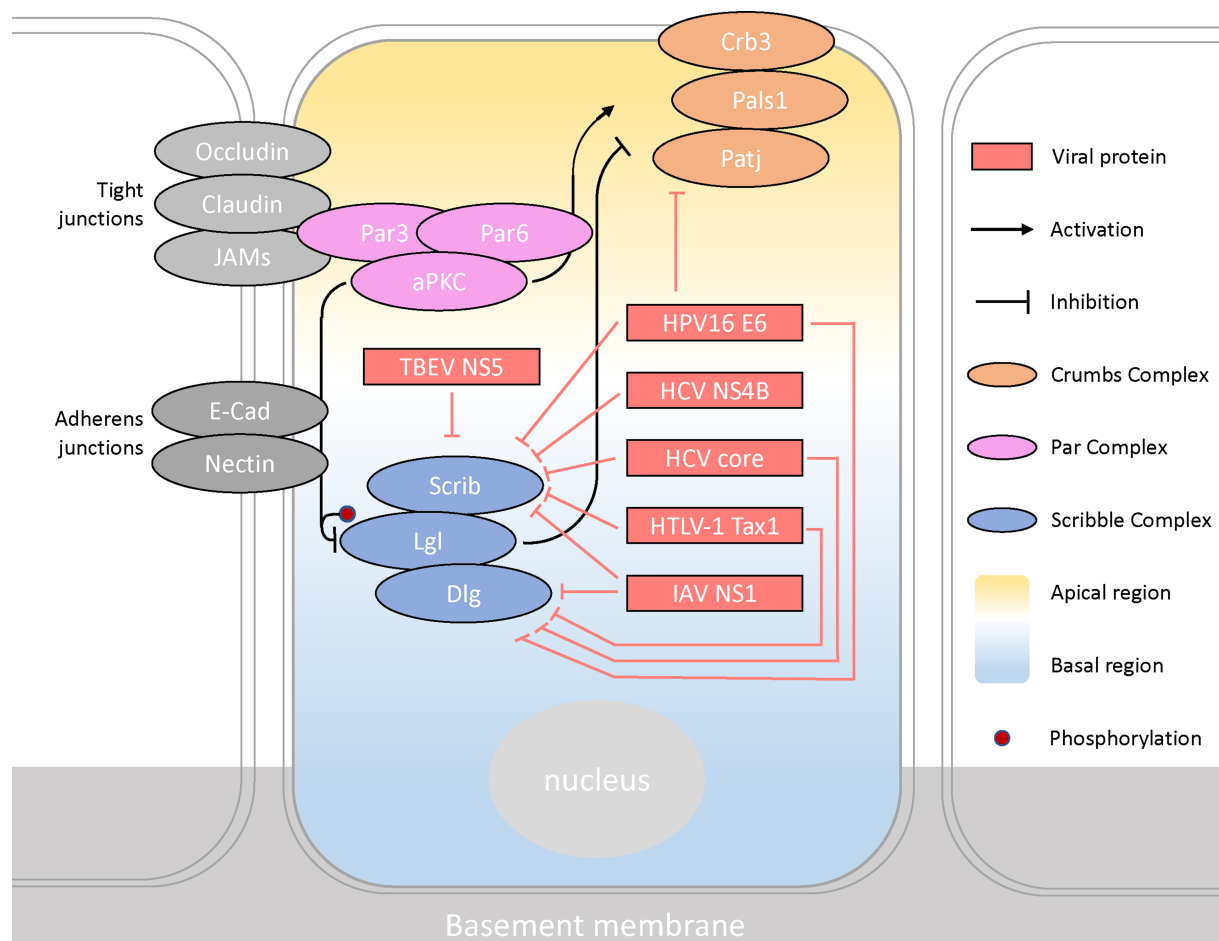 Crb3
Pals1
Patj
Occludin
Claudin
JAMs
Tight
junctions
Par3
Par6
aPKC
HPV16 E6
TBEV NS5
HCV NS4B
HCV core
HTLV-1 Tax1
IAV NS1
E-Cad
Nectin
Adherens
junctions
Scrib
Lgl
Dlg
nucleus
Basement membrane
Viral protein
Activation
Inhibition
Crumbs Complex
Par Complex
Scribble Complex
Apical region
Basal region
Phosphorylation